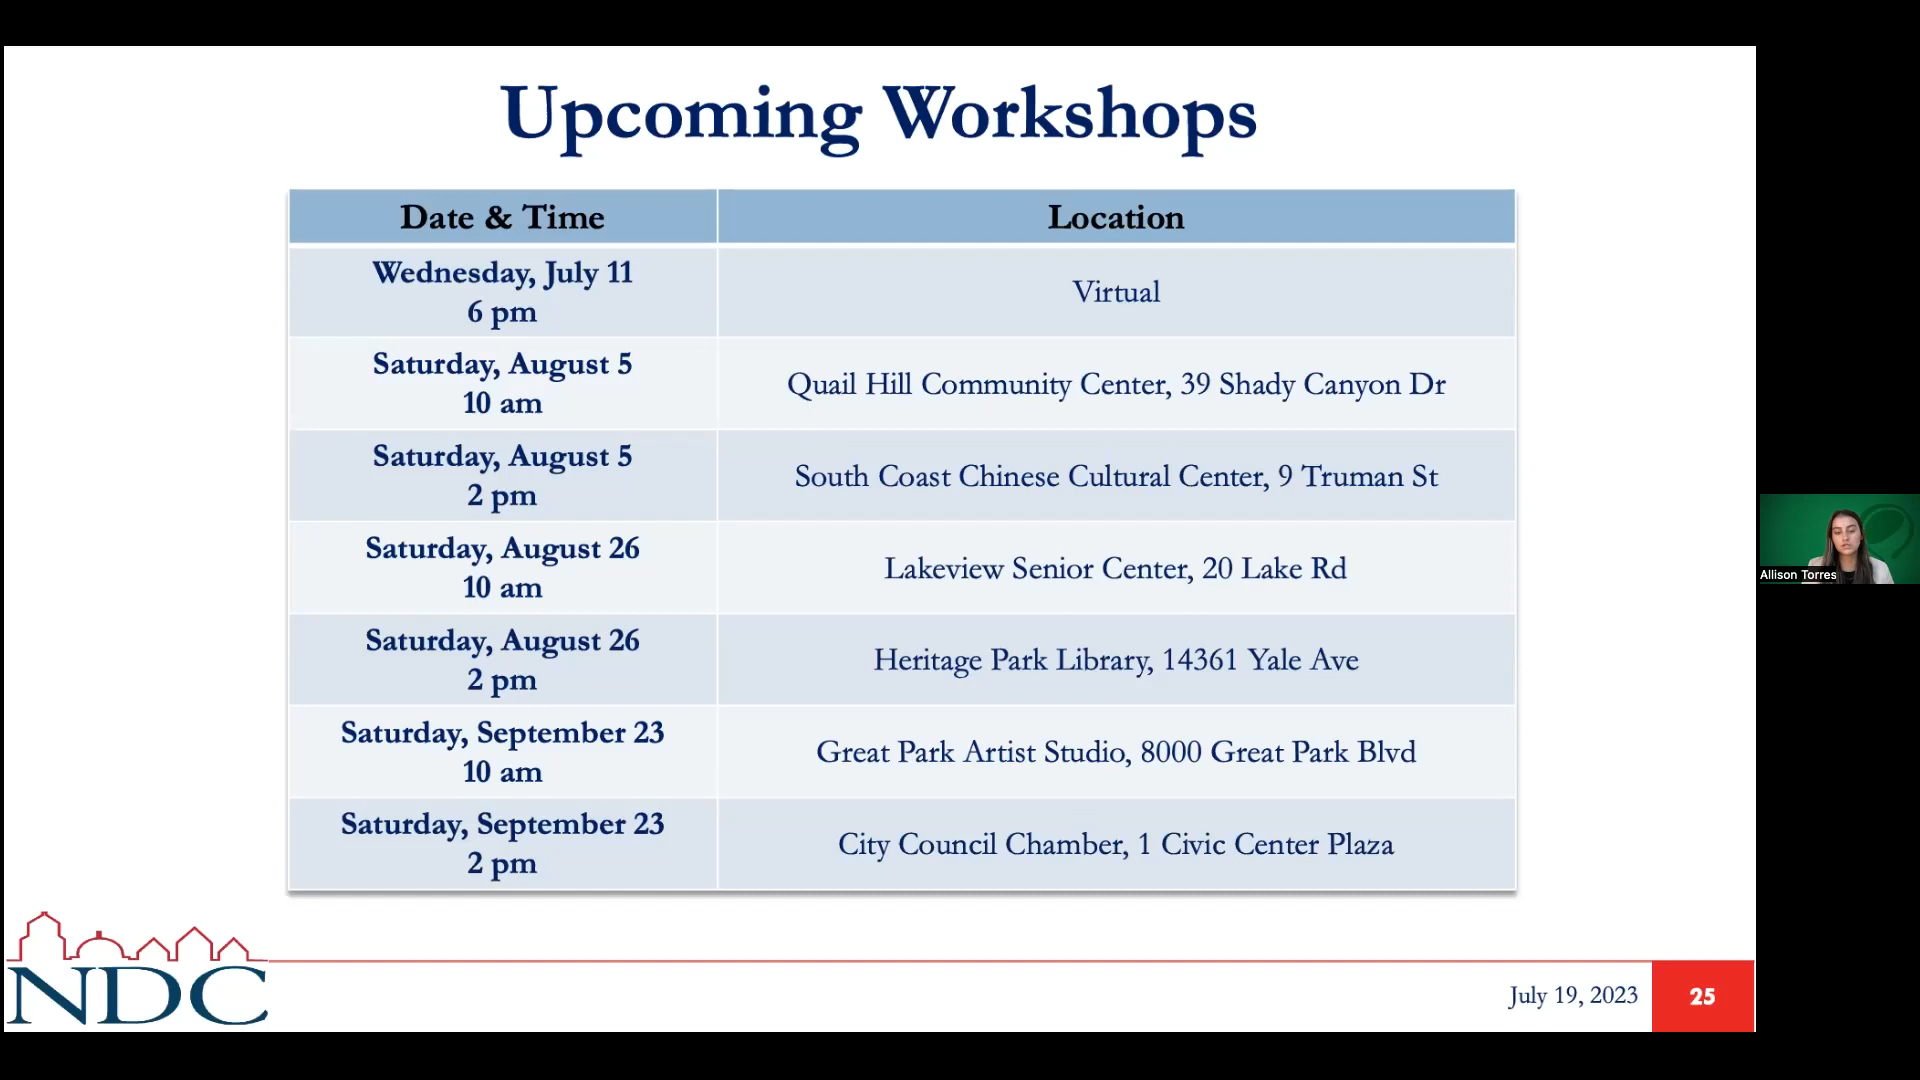 Upcoming Workshops
Date & Time
Location
Wednesday, July 11
6 pm
Virtual
Saturday, August 5
10 am
Quail Hill Community Center, 39 Shady Canyon Dr
Saturday, August 5
2 pm
South Coast Chinese Cultural Center, 9 Truman St
Saturday, August 26
10 am
Lakeview Senior Center, 20 Lake Rd
Saturday, August 26
2 pm
Heritage Park Library, 14361 Yale Ave
Saturday, September 23
10 am
Great Park Artist Studio, 8000 Great Park Blvd
Saturday, September 23
2 pm
City Council Chamber, 1 Civic Center Plaza
NDC
July 19, 2023
25
Allison Torres